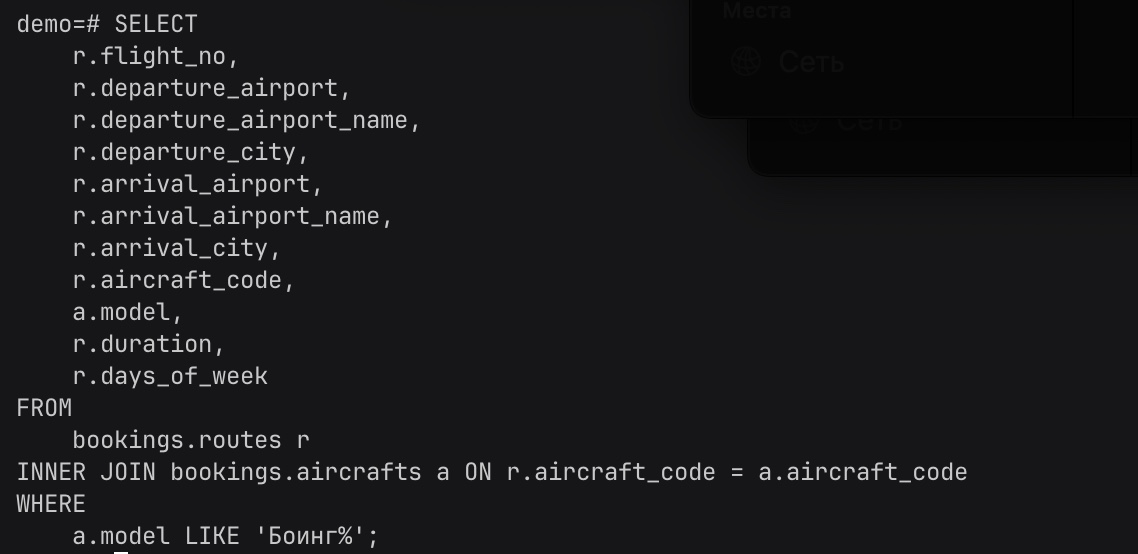 demo=# SELECT
    r.flight_no,
    r.departure_airport,
    r.departure_airport_name,
    r.departure_city,
    r.arrival_airport,
    r.arrival_airport_name,
    r.arrival_city,
    r.aircraft_code,
    a.model,
    r.duration,
    r.days_of_week
FROM
    bookings.routes r
INNER JOIN bookings.aircrafts a ON r.aircraft_code = a.aircraft_code
WHERE
    a.model LIKE 'Боинг%';
Места
Сеть
Сеть